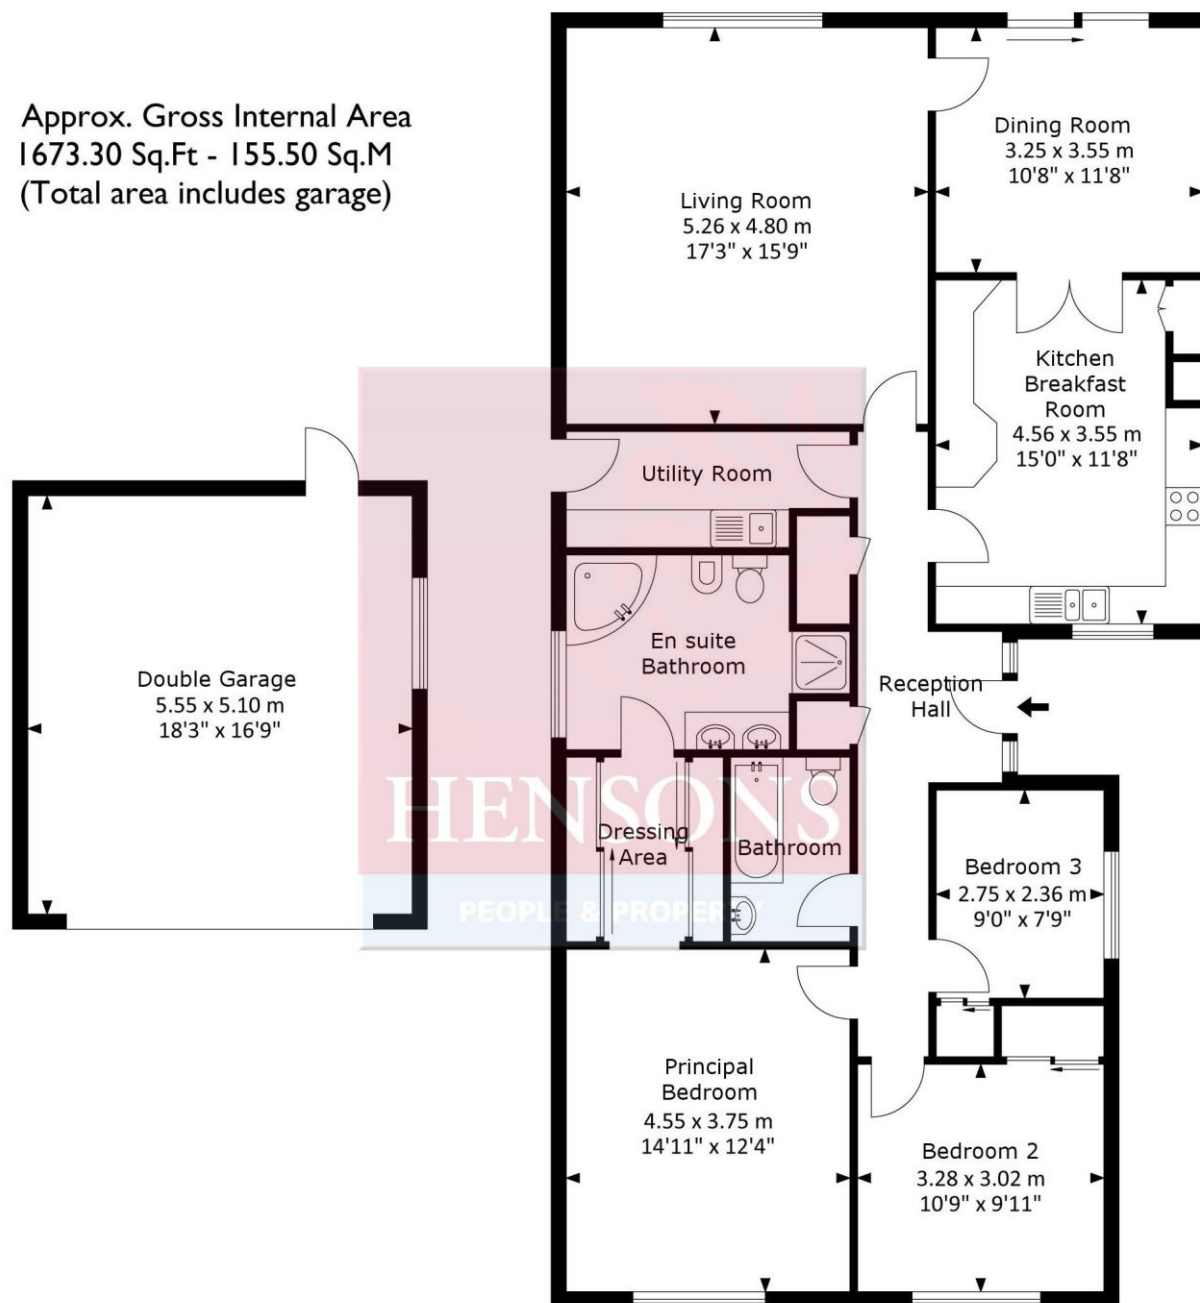 Approx. Gross Internal Area
1673.30 Sq.Ft - 155.50 Sq.M
(Total area includes garage)
Dining Room
3.25 x 3.55 m
10'8" x 11'8"
Living Room
5.26 x 4.80 m
17'3" x 15'9"
Kitchen
Breakfast
Room
4.56 x 3.55 m
15'0" x 11'8"
Utility Room
En suite
Bathroom
Double Garage
5.55 x 5.10 m
18'3" x 16'9"
Reception
Hall
HENSONS
Dressing
Area
Bathroom
Bedroom 3
2.75 x 2.36 m
9'0" x 7'9"
PEOPLE & PROPERTY
Principal
Bedroom
4.55 x 3.75 m
14'11" x 12'4"
Bedroom 2
3.28 x 3.02 m
10'9" x 9'11"